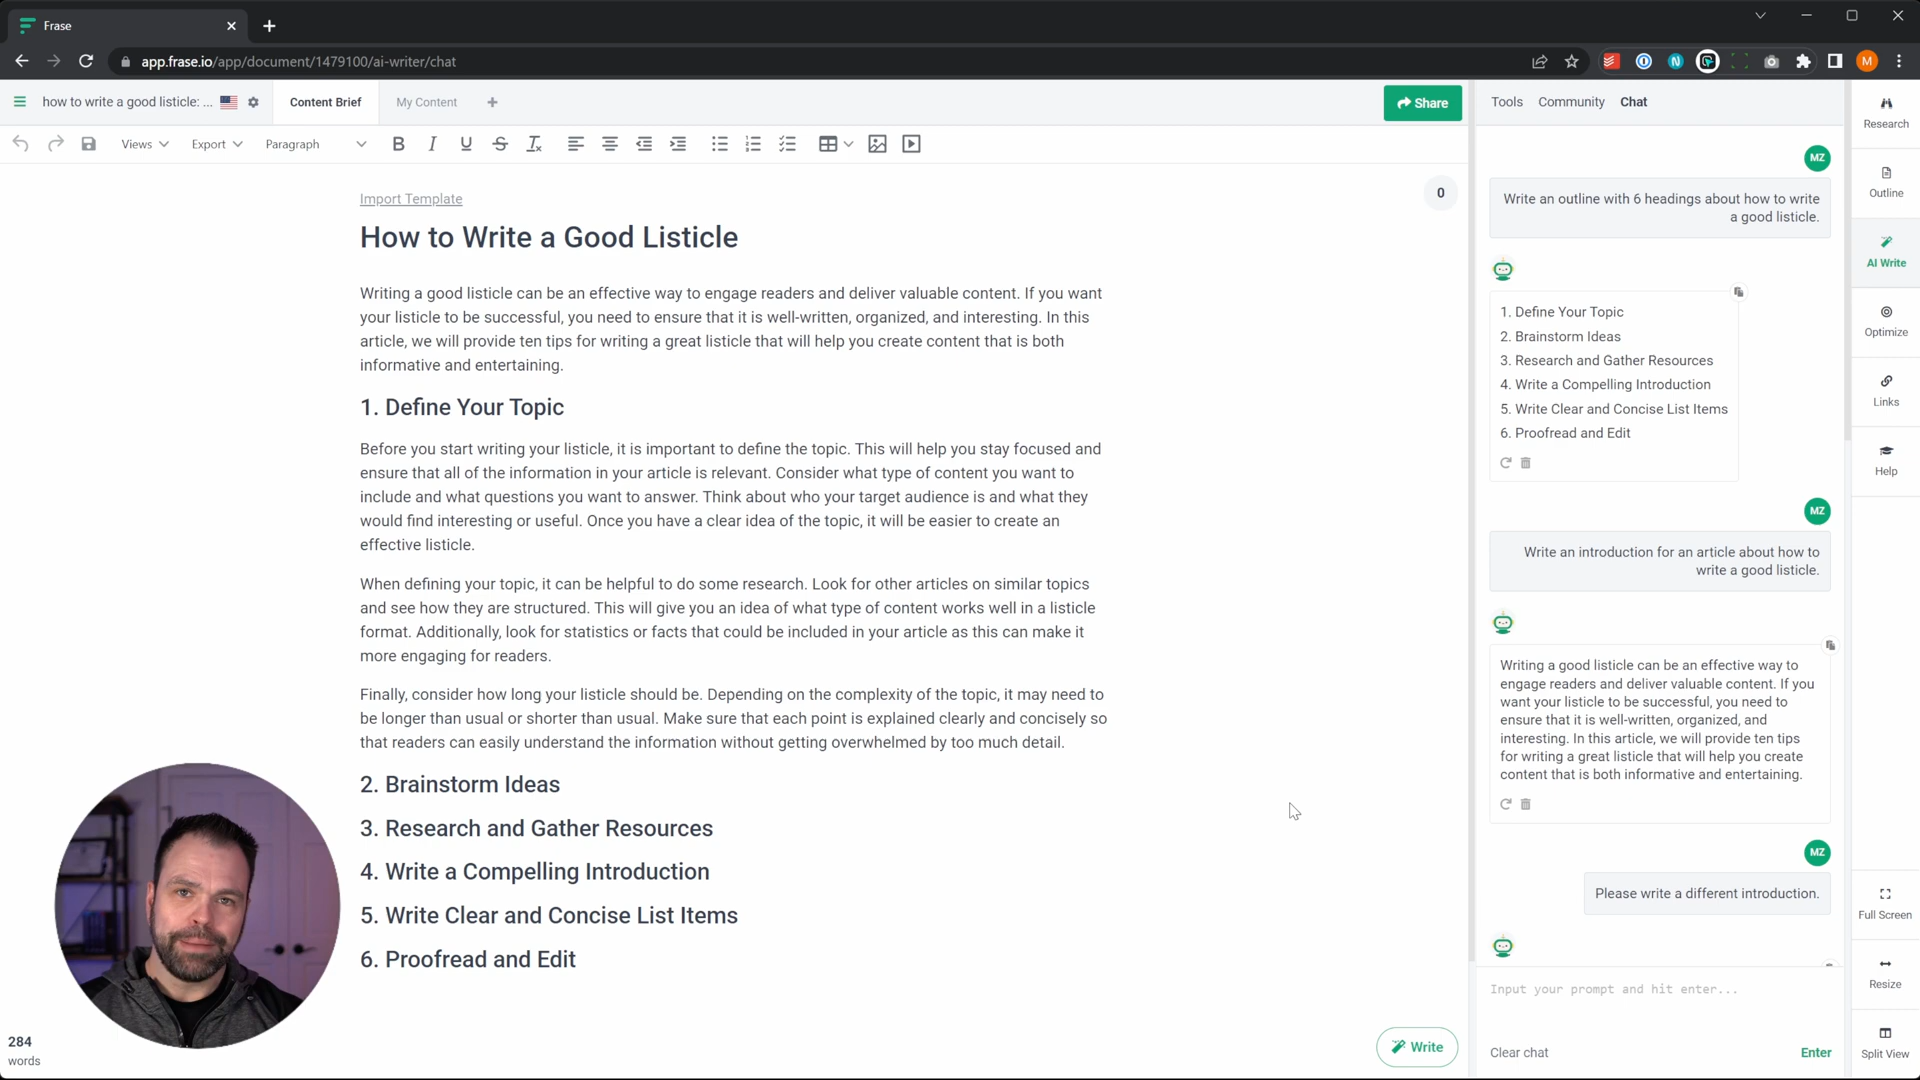 Frase
app.frase.io/app/document/1479100/ai-writer/chat
M
how to write a good listicle: ...
Content Brief
My Content
Share
Tools
Community
Chat
Research
Views
Export
Paragraph
Import Template
0
How to Write a Good Listicle
Writing a good listicle can be an effective way to engage readers and deliver valuable content. If you want
your listicle to be successful, you need to ensure that it is well-written, organized, and interesting. In this
article, we will provide ten tips for writing a great listicle that will help you create content that is both
informative and entertaining.
1. Define Your Topic
Before you start writing your listicle, it is important to define the topic. This will help you stay focused and
ensure that all of the information in your article is relevant. Consider what type of content you want to
include and what questions you want to answer. Think about who your target audience is and what they
would find interesting or useful. Once you have a clear idea of the topic, it will be easier to create an
effective listicle.
When defining your topic, it can be helpful to do some research. Look for other articles on similar topics
and see how they are structured. This will give you an idea of what type of content works well in a listicle
format. Additionally, look for statistics or facts that could be included in your article as this can make it
more engaging for readers.
Finally, consider how long your listicle should be. Depending on the complexity of the topic, it may need to
be longer than usual or shorter than usual. Make sure that each point is explained clearly and concisely so
that readers can easily understand the information without getting overwhelmed by too much detail.
2. Brainstorm Ideas
3. Research and Gather Resources
4. Write a Compelling Introduction
5. Write Clear and Concise List Items
6. Proofread and Edit
284
words
Write
MZ
Write an outline with 6 headings about how to write
a good listicle.
1. Define Your Topic
2. Brainstorm Ideas
3. Research and Gather Resources
4. Write a Compelling Introduction
5. Write Clear and Concise List Items
6. Proofread and Edit
MZ
Write an introduction for an article about how to
write a good listicle.
Writing a good listicle can be an effective way to
engage readers and deliver valuable content. If you
want your listicle to be successful, you need to
ensure that it is well-written, organized, and
interesting. In this article, we will provide ten tips
for writing a great listicle that will help you create
content that is both informative and entertaining.
MZ
Please write a different introduction.
Input your prompt and hit enter...
Clear chat
Enter
Outline
AI Write
Optimize
Links
Help
Full Screen
Resize
Split View